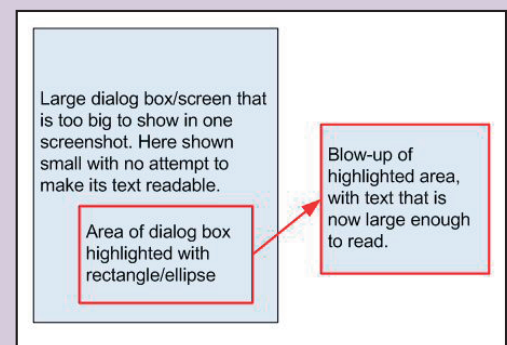 Large dialog box/screen that
is too big to show in one
screenshot. Here shown
small with no attempt to
make its text readable.
Area of dialog box
highlighted with
rectangle/ellipse
Blow-up of
highlighted area,
with text that is
now large enough
to read.